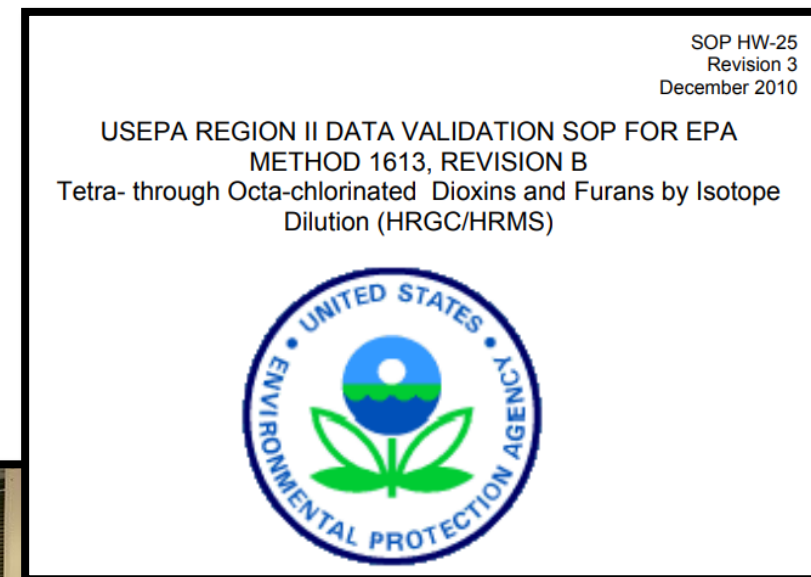 SOP HW-25
Revision 3
December 2010
USEPA REGION II DATA VALIDATION SOP FOR EPA
METHOD 1613, REVISION B
Tetra- through Octa-chlorinated Dioxins and Furans by Isotope
Dilution (HRGC/HRMS)
UNITED STATES
ENVIRONMENTAL PROTECTION AGENCY